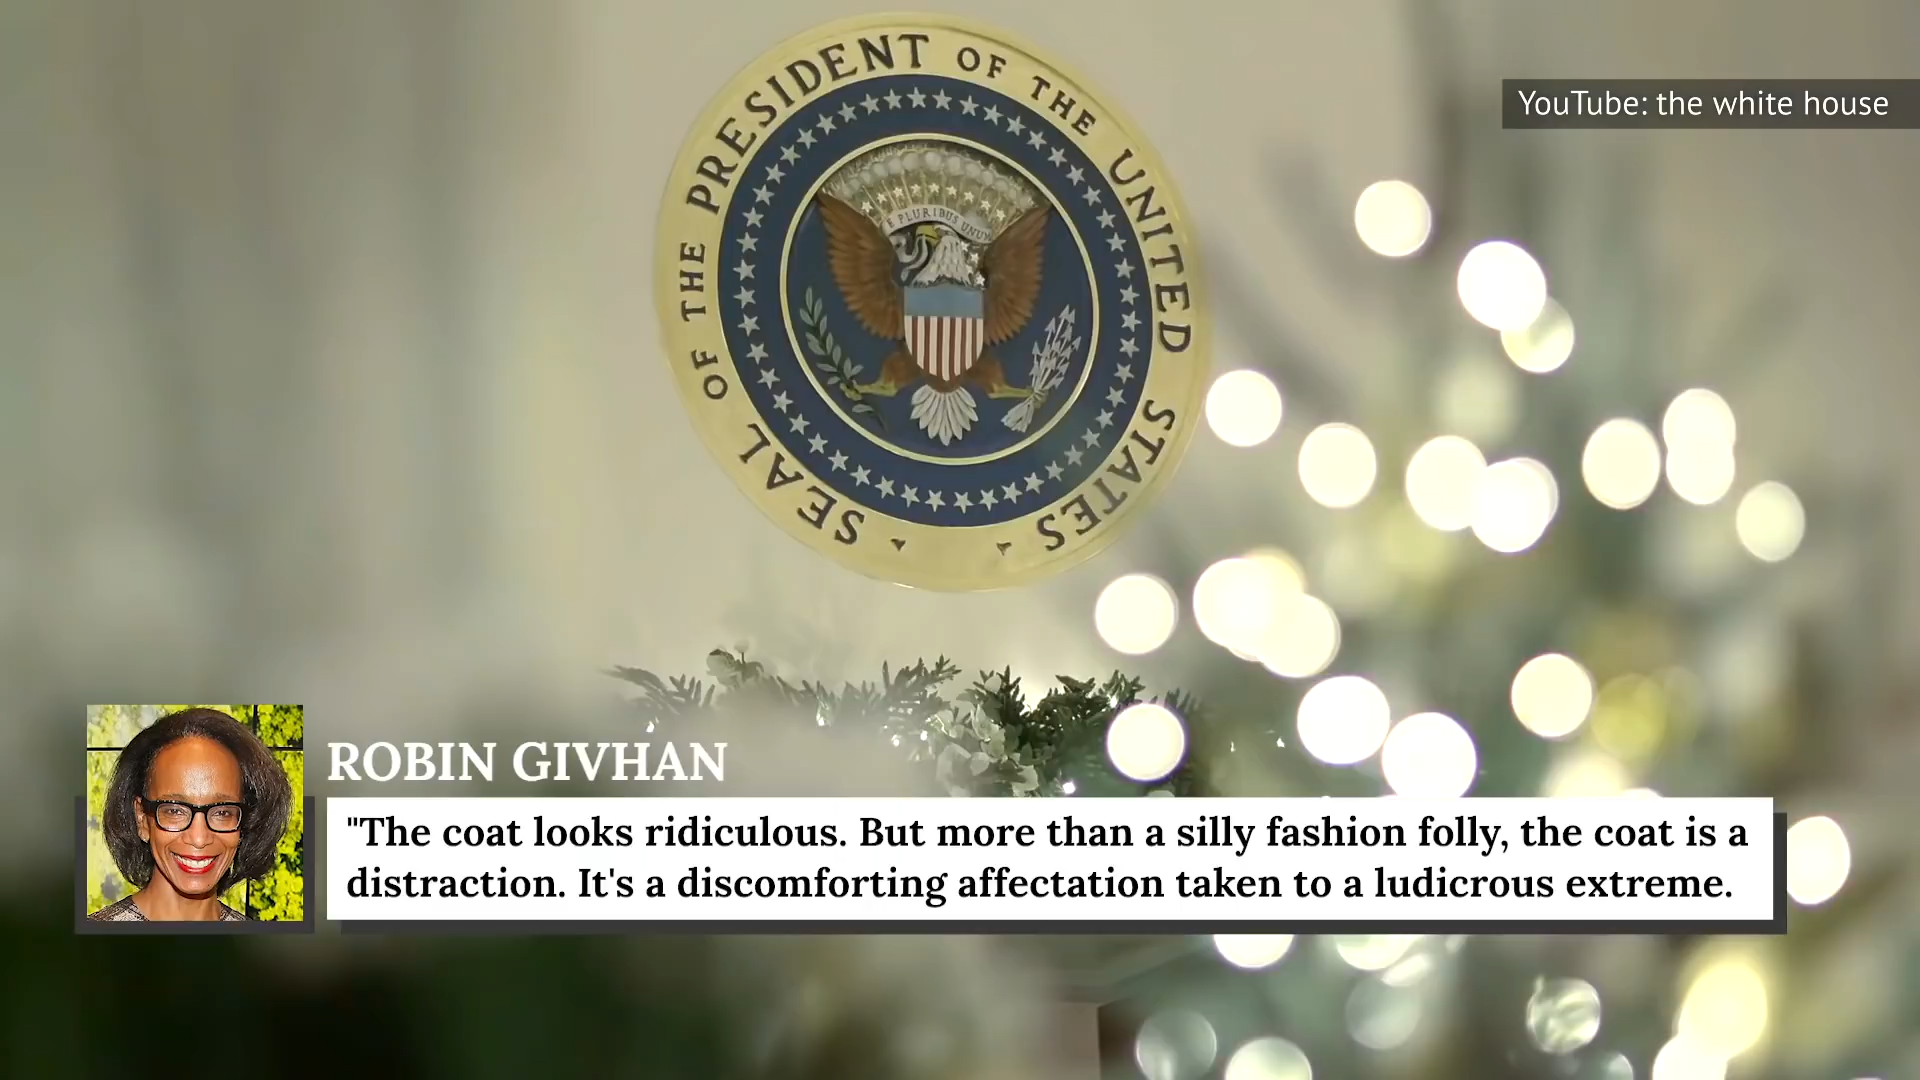 SEAL OF THE PRESIDENT OF THE UNITED STATES
E PLURIBUS UNUM
YouTube: the white house
ROBIN GIVHAN
"The coat looks ridiculous. But more than a silly fashion folly, the coat is a
distraction. It's a discomforting affectation taken to a ludicrous extreme.